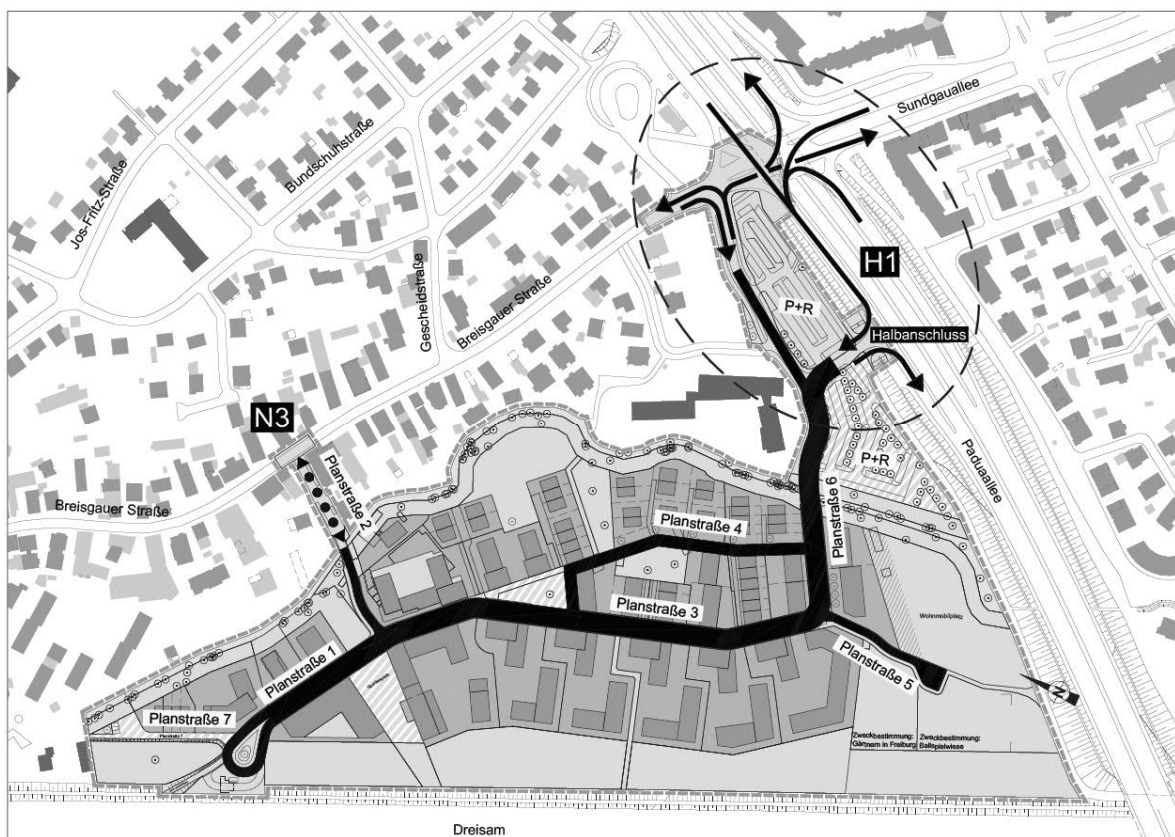 Sundgauallee
Bundschuhstraße
Jos-Fritz-Straße
Gescheidstraße
Breisgauer Straße
H1
P+R
Halbanschluss
N3
Planstraße 2
P+R
Paduaallee
Breisgauer Straße
Planstraße 6
Planstraße 4
Planstraße 3
Wohnmobilplatz
Planstraße 1
Planstraße 5
N
Planstraße 7
Zweckbestimmung:
Gärtnern in Freiburg
Zweckbestimmung:
Ballspielwiese
Dreisam